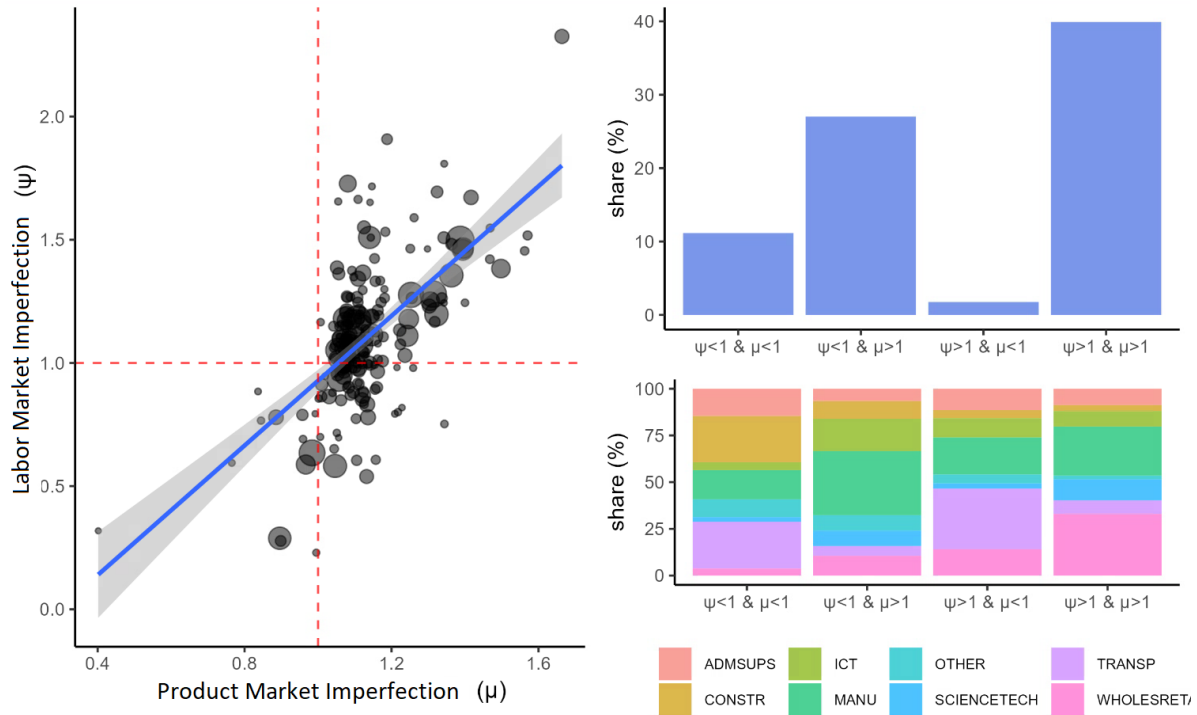 Labor Market Imperfection (ψ)
2.0
1.5
1.0
0.5
0.0
0.4 0.8 1.2 1.6
Product Market Imperfection (μ)
share (%)
40
30
20
10
0
ψ<1 & μ<1 ψ<1 & μ>1 ψ>1 & μ<1 ψ>1 & μ>1
share (%)
100
75
50
25
0
ψ<1 & μ<1 ψ<1 & μ>1 ψ>1 & μ<1 ψ>1 & μ>1
ADMSUPS ICT OTHER TRANSP
CONSTR MANU SCIENCETECH WHOLESRETA